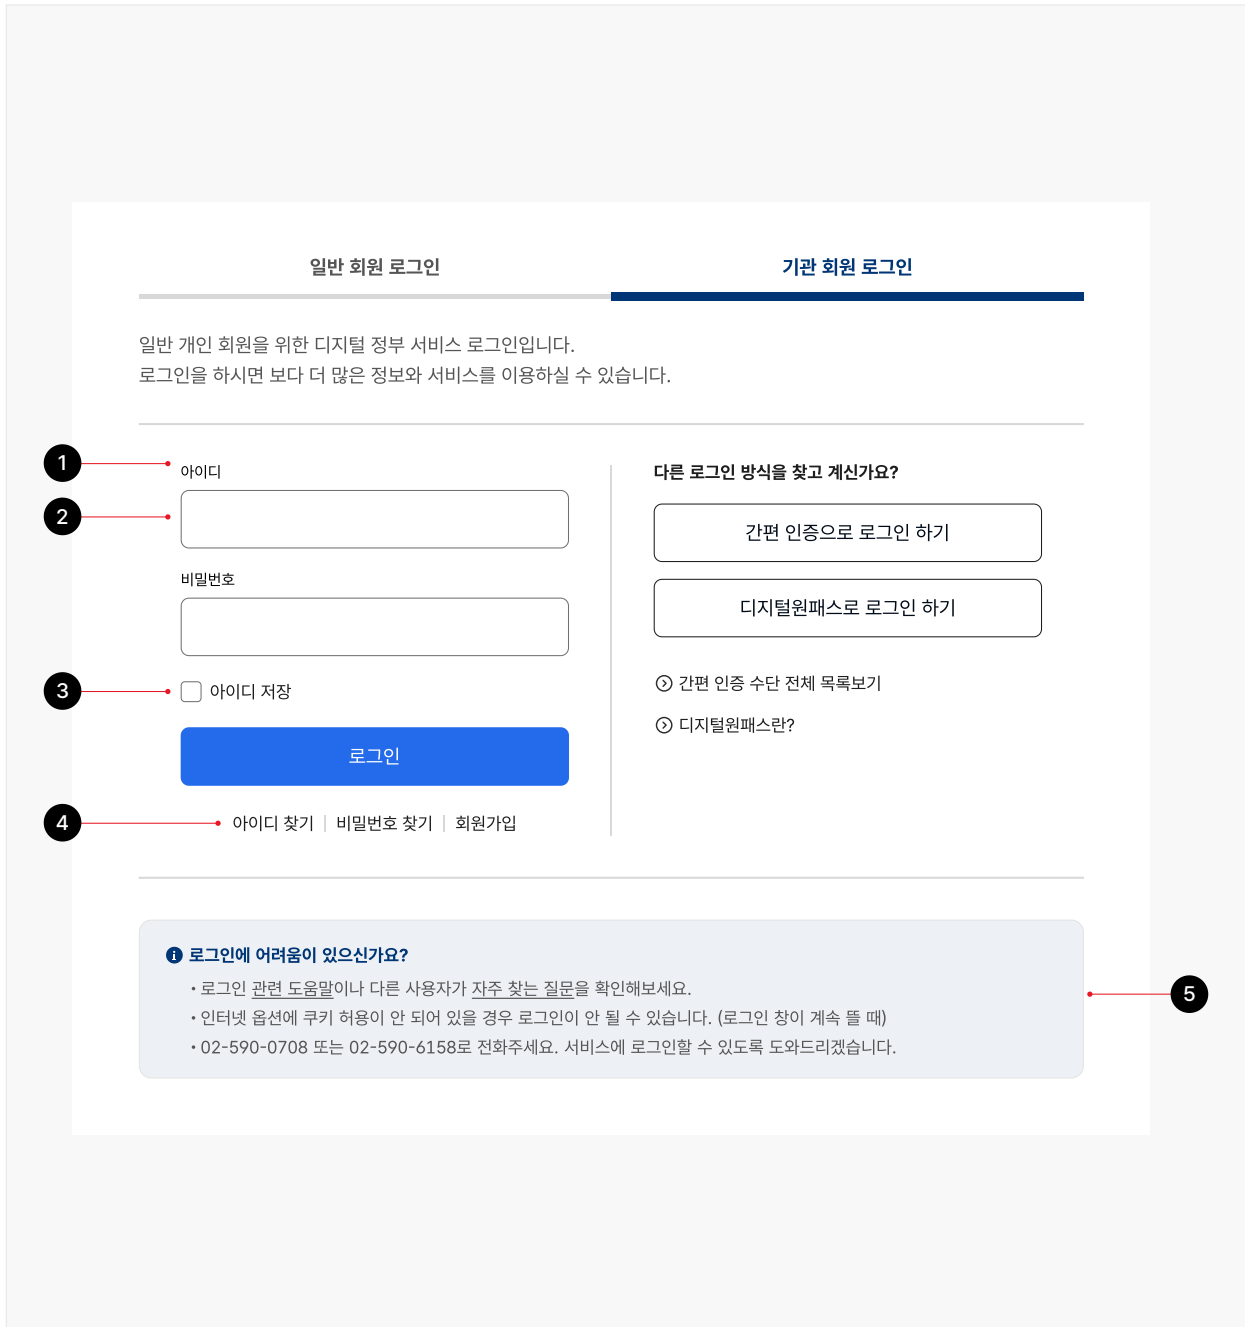 일반 회원 로그인
기관 회원 로그인
일반 개인 회원을 위한 디지털 정부 서비스 로그인입니다.
로그인을 하시면 보다 더 많은 정보와 서비스를 이용하실 수 있습니다.
1
아이디
2
비밀번호
3
아이디 저장
로그인
4
아이디 찾기 | 비밀번호 찾기 | 회원가입
다른 로그인 방식을 찾고 계신가요?
간편 인증으로 로그인 하기
디지털원패스로 로그인 하기
간편 인증 수단 전체 목록보기
디지털원패스란?
로그인에 어려움이 있으신가요?
• 로그인 관련 도움말이나 다른 사용자가 자주 찾는 질문을 확인해보세요.
• 인터넷 옵션에 쿠키 허용이 안 되어 있을 경우 로그인이 안 될 수 있습니다. (로그인 창이 계속 뜰 때)
• 02-590-0708 또는 02-590-6158로 전화주세요. 서비스에 로그인할 수 있도록 도와드리겠습니다.
5